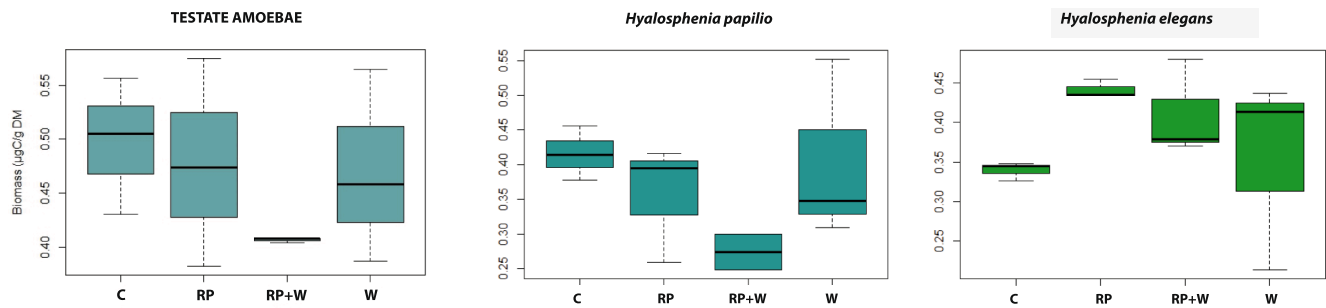 TESTATE AMOEBAE
Biomass (µgC/g DM
0.55
0.50
0.45
0.40
C RP RP+W W
Hyalosphenia papilio
0.55
0.50
0.45
0.40
0.35
0.30
0.25
C RP RP+W W
Hyalosphenia elegans
0.45
0.40
0.35
0.30
0.25
C RP RP+W W